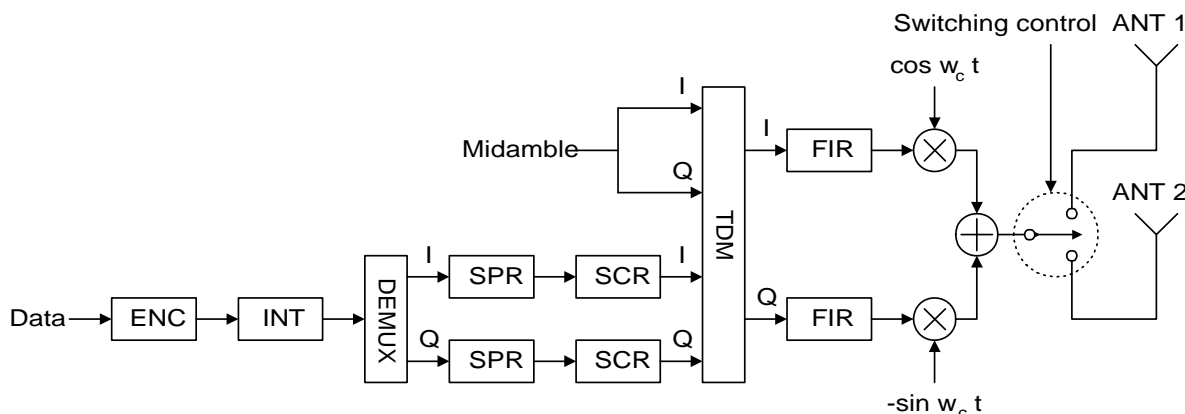 Switching control ANT 1
cos w_c t
I
I
Midamble
FIR
Q
ANT 2
TDM
I
I
SPR
SCR
DEMUX
Q
Data
ENC
INT
FIR
Q
Q
SPR
SCR
-sin w_c t